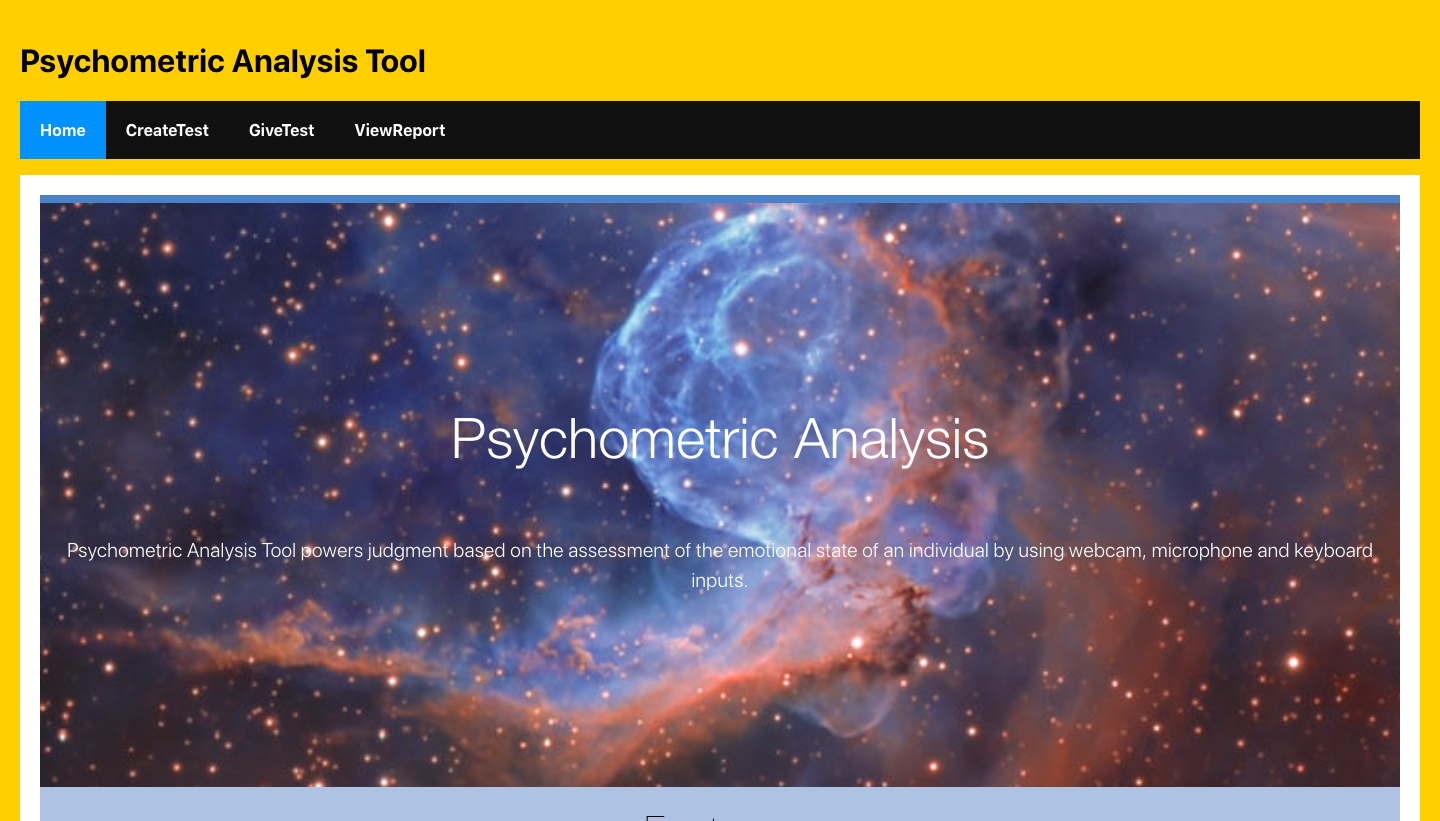 Psychometric Analysis Tool
Home CreateTest GiveTest ViewReport
Psychometric Analysis
Psychometric Analysis Tool powers judgment based on the assessment of the emotional state of an individual by using webcam, microphone and keyboard
inputs.